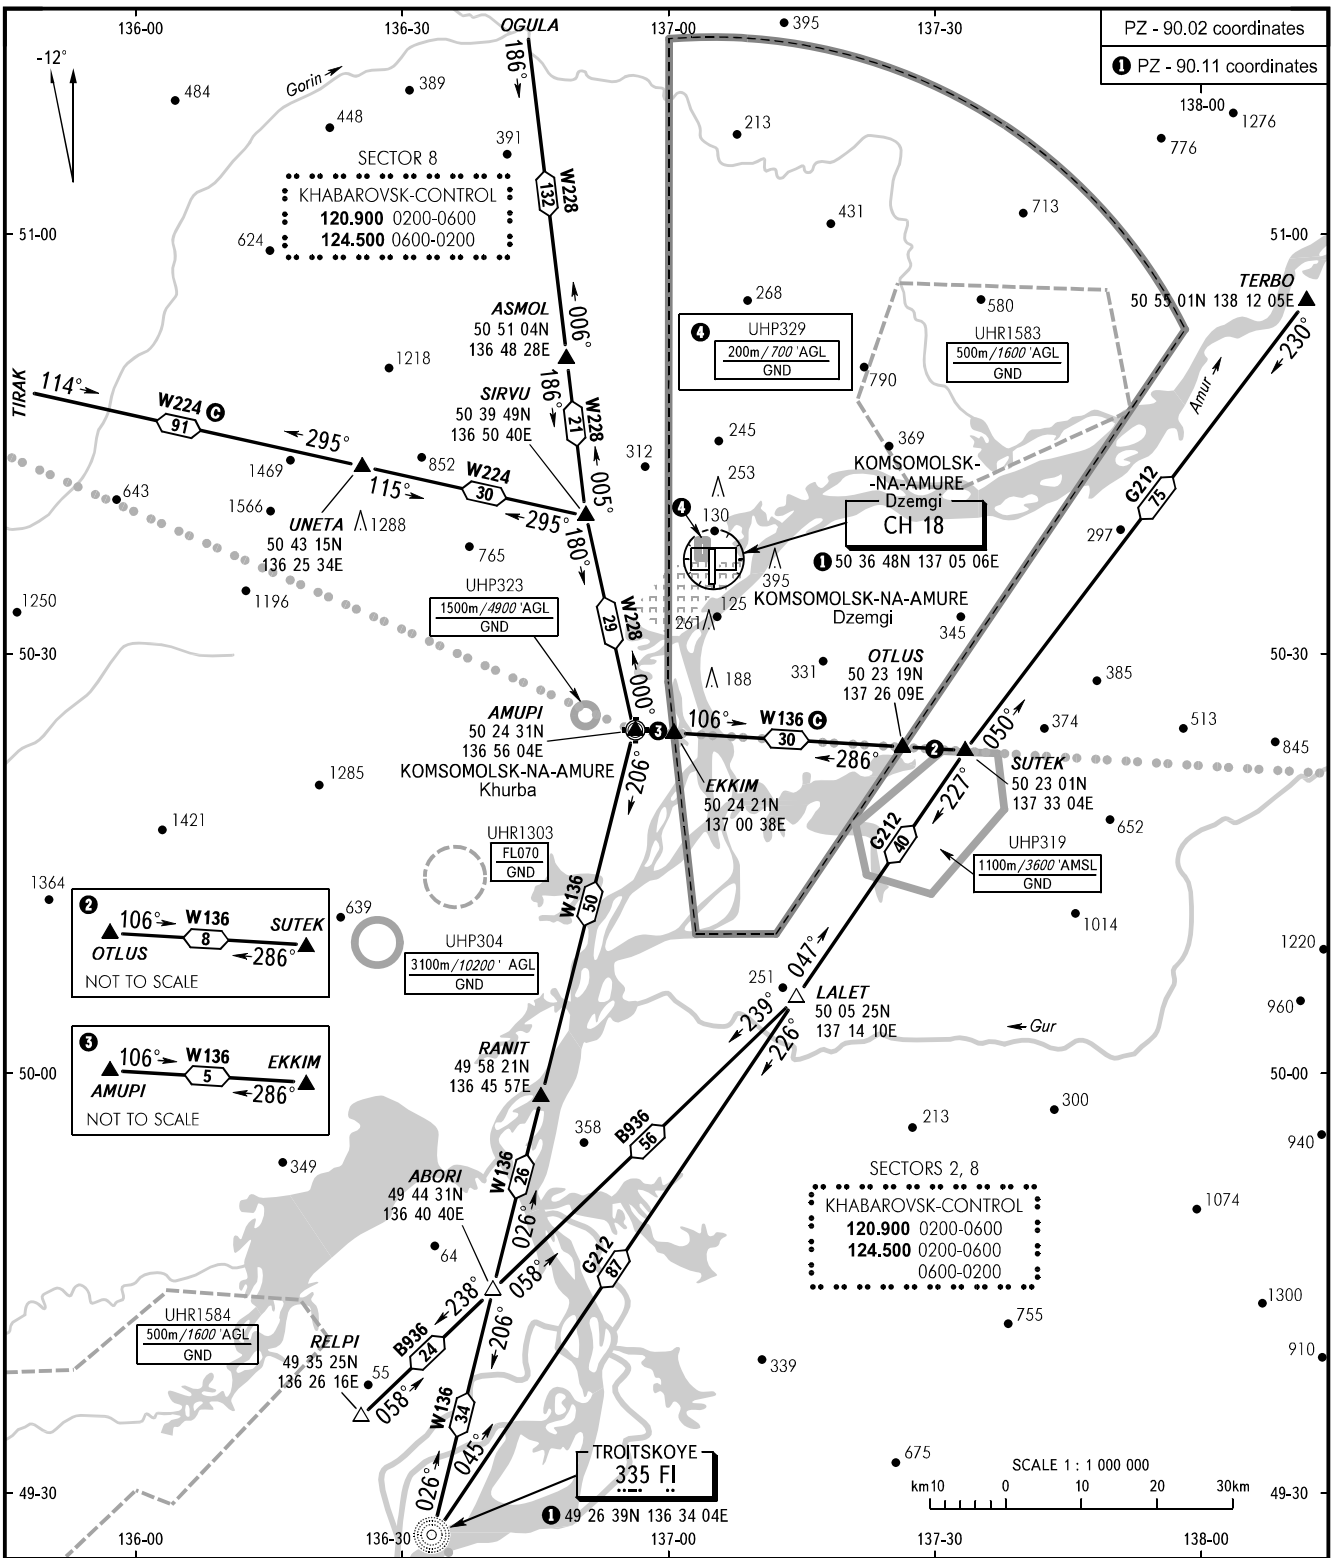 136-00
136-30
OGULA
137-00
395
137-30
PZ - 90.02 coordinates
❶ PZ - 90.11 coordinates
138-00
-12°
484
Gorin
389
448
391
186°
213
1276
776
SECTOR 8
KHABAROVSK-CONTROL
120.900 0200-0600
124.500 0600-0200
W228
132
624
431
713
51-00
51-00
TERBO
50 55 01N 138 12 05E
230°
ASMOL
50 51 04N
136 48 28E
006°
186°
268
❹
UHP329
200m/700 'AGL
GND
580
UHR1583
500m/1600 'AGL
GND
790
Amur
1218
TIRAK
114°
W224 C
91
295°
SIRVU
50 39 49N
136 50 40E
W228
21
005°
312
245
253
369
1469
852
115°
W224
30
295°
643
1566
1288
UNETA
50 43 15N
136 25 34E
765
180°
KOMSOMOLSK-
-NA-AMURE
Dzemgi
CH 18
❶ 50 36 48N 137 05 06E
❹
130
395
G212
75
297
1250
1196
UHP323
1500m/4900 'AGL
GND
W228
29
000°
125
261
KOMSOMOLSK-NA-AMURE
Dzemgi
345
50-30
50-30
188
331
OTLUS
50 23 19N
137 26 09E
385
AMUPI
50 24 31N
136 56 04E
KOMSOMOLSK-NA-AMURE
Khurba
❸
106°
W136 C
30
286°
❷
050°
374
513
845
SUTEK
50 23 01N
137 33 04E
206°
EKKIM
50 24 21N
137 00 38E
227°
1285
1421
UHR1303
FL070
GND
G212
40
652
UHP319
1100m/3600 'AMSL
GND
1364
❷
106°
W136
8
SUTEK
OTLUS
286°
NOT TO SCALE
639
W136
50
UHP304
3100m/10200 ' AGL
GND
1014
1220
251
047°
239°
226°
LALET
50 05 25N
137 14 10E
960
Gur
❸
106°
W136
5
EKKIM
AMUPI
286°
NOT TO SCALE
RANIT
49 58 21N
136 45 57E
50-00
50-00
300
358
B936
56
213
940
349
W136
26
ABORI
49 44 31N
136 40 40E
026°
SECTORS 2, 8
KHABAROVSK-CONTROL
120.900 0200-0600
124.500 0200-0600
0600-0200
1074
64
058°
G212
87
238°
206°
1300
755
UHR1584
500m/1600 'AGL
GND
RELPI
49 35 25N
136 26 16E
B936
24
55
058°
339
910
W136
34
045°
026°
TROITSKOYE
335 FI
❶ 49 26 39N 136 34 04E
675
SCALE 1 : 1 000 000
km10 0 10 20 30km
49-30
49-30
136-00
136-30
137-00
137-30
138-00